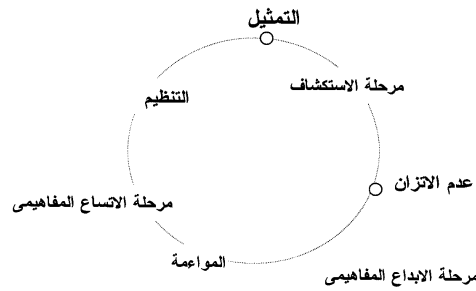 التمثيل
مرحلة الاستكشاف
التنظيم
عدم الاتزان
مرحلة الاتساع المفاهيمى
المواءمة
مرحلة الابداع المفاهيمى